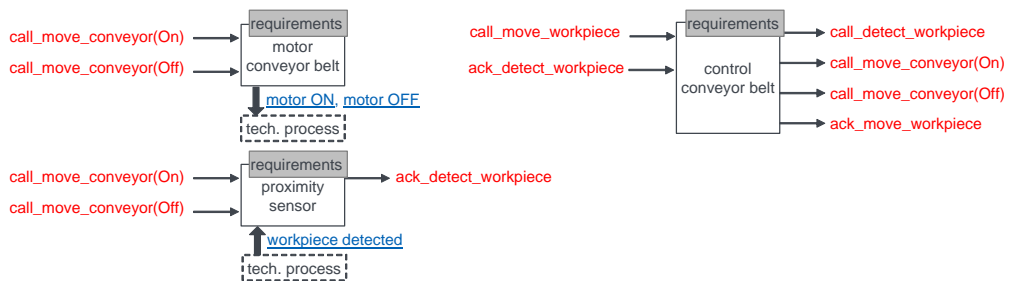 requirements
call_move_conveyor(On)
call_move_conveyor(Off)
motor
conveyor belt
motor ON, motor OFF
tech. process
requirements
call_move_conveyor(On)
call_move_conveyor(Off)
proximity
sensor
ack_detect_workpiece
workpiece detected
tech. process
requirements
call_move_workpiece
ack_detect_workpiece
control
conveyor belt
call_detect_workpiece
call_move_conveyor(On)
call_move_conveyor(Off)
ack_move_workpiece